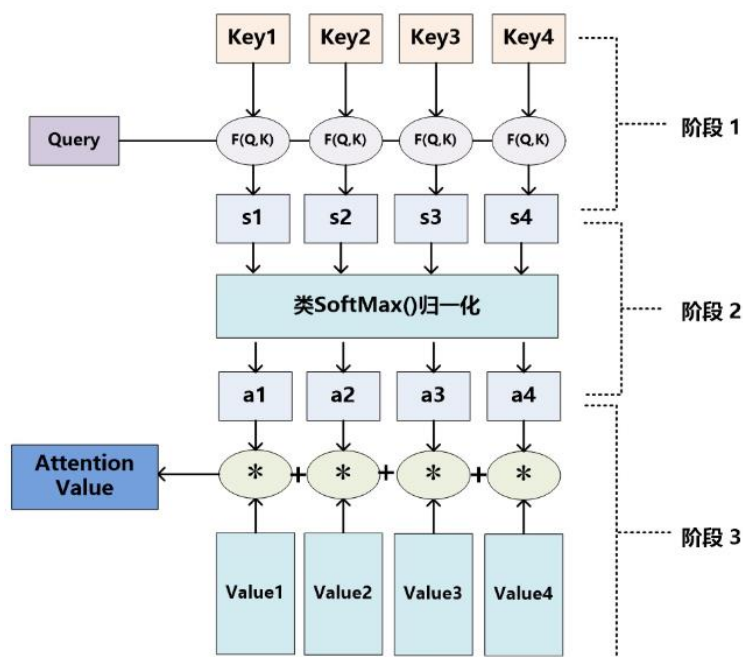 Key1 Key2 Key3 Key4
阶段 1
Query F(Q,K) F(Q,K) F(Q,K) F(Q,K)
s1 s2 s3 s4
类SoftMax()归一化
阶段 2
a1 a2 a3 a4
Attention
Value
* + * + * + *
阶段 3
Value1 Value2 Value3 Value4